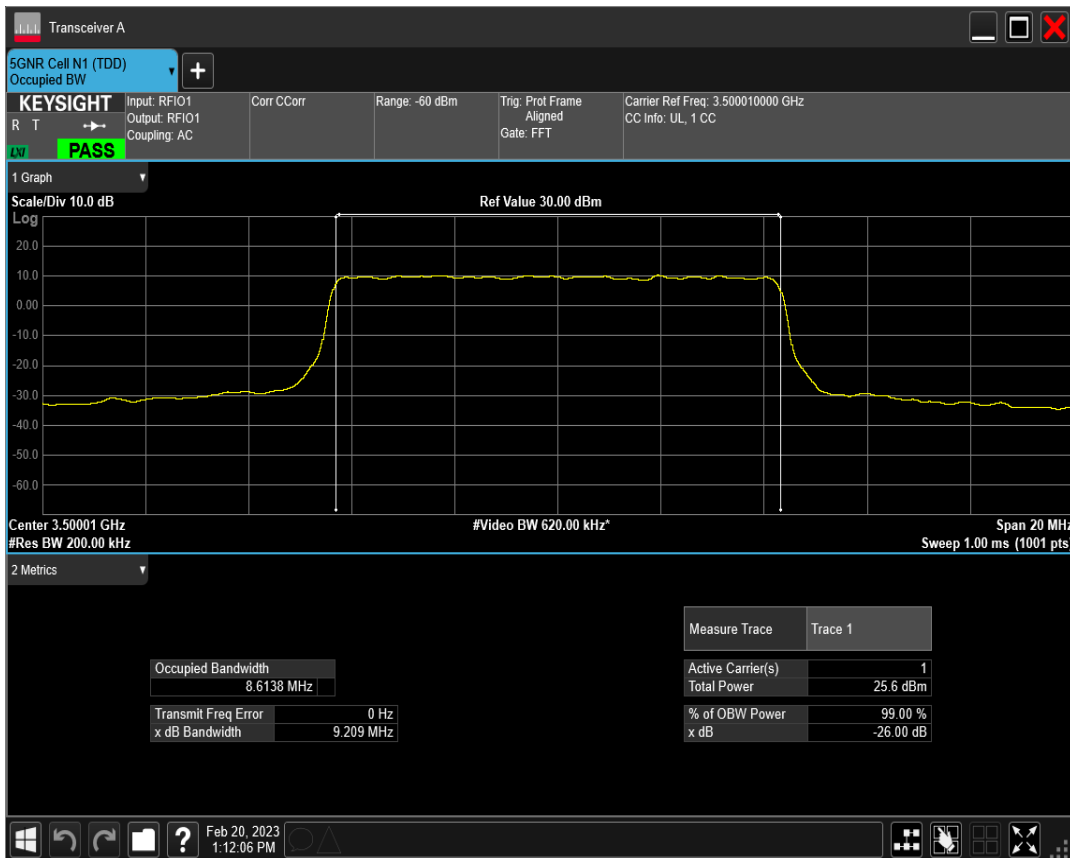 Transceiver A
5GNR Cell N1 (TDD)
Occupied BW
+
KEYSIGHT
R T
LXI
PASS
Input: RFIO1
Output: RFIO1
Coupling: AC
Corr CCorr
Range: -60 dBm
Trig: Prot Frame
Aligned
Gate: FFT
Carrier Ref Freq: 3.500010000 GHz
CC Info: UL, 1 CC
1 Graph
Scale/Div 10.0 dB
Ref Value 30.00 dBm
Log
20.0
10.0
0.00
-10.0
-20.0
-30.0
-40.0
-50.0
-60.0
Center 3.50001 GHz
#Video BW 620.00 kHz*
Span 20 MHz
#Res BW 200.00 kHz
Sweep 1.00 ms (1001 pts)
2 Metrics
Measure Trace Trace 1
Occupied Bandwidth
8.6138 MHz
Active Carrier(s) 1
Total Power 25.6 dBm
Transmit Freq Error 0 Hz
x dB Bandwidth 9.209 MHz
% of OBW Power 99.00 %
x dB -26.00 dB
?
Feb 20, 2023
1:12:06 PM